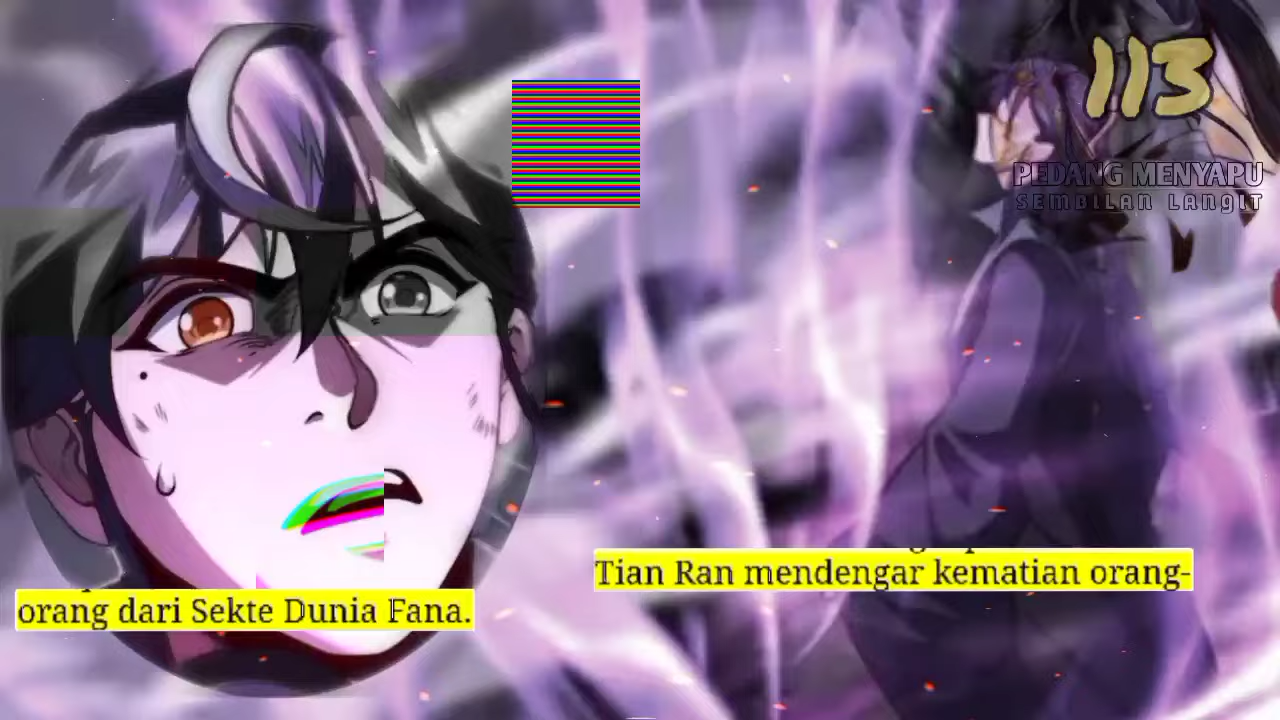 113
PEDANG MENYAPU
SEMBILAN LANGIT
Tian Ran mendengar kematian orang-
orang dari Sekte Dunia Fana.